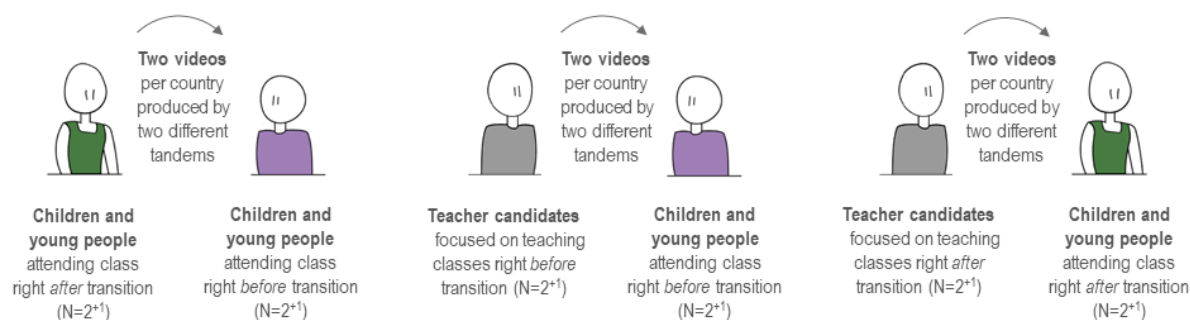 Two videos
per country
produced by
two different
tandems
Children and
young people
attending class
right after transition
(N=2⁺¹)
Children and
young people
attending class
right before transition
(N=2⁺¹)
Two videos
per country
produced by
two different
tandems
Teacher candidates
focused on teaching
classes right before
transition (N=2⁺¹)
Children and
young people
attending class
right before transition
(N=2⁺¹)
Two videos
per country
produced by
two different
tandems
Teacher candidates
focused on teaching
classes right after
transition (N=2⁺¹)
Children and
young people
attending class
right after transition
(N=2⁺¹)